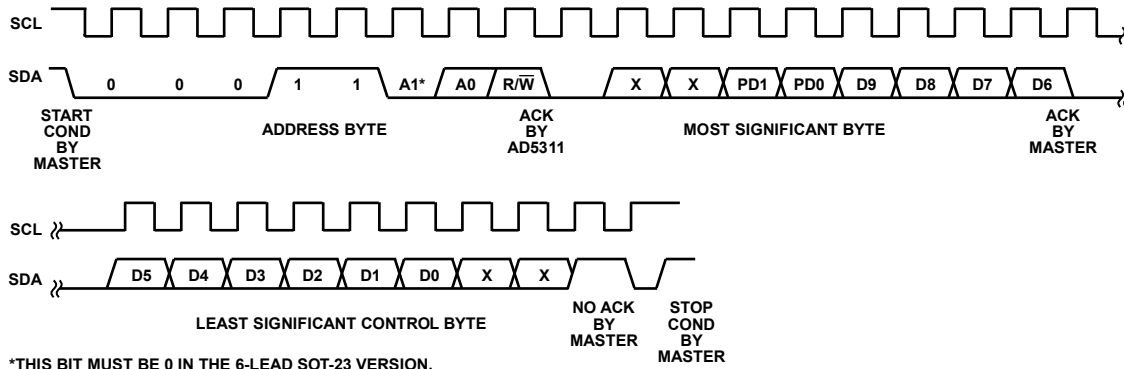 SCL
SDA 0 0 0 1 1 A1* A0 R/W̅ X X PD1 PD0 D9 D8 D7 D6
START COND BY MASTER
ADDRESS BYTE
ACK BY AD5311
MOST SIGNIFICANT BYTE
ACK BY MASTER
SCL
SDA D5 D4 D3 D2 D1 D0 X X
LEAST SIGNIFICANT CONTROL BYTE
NO ACK BY MASTER
STOP COND BY MASTER
*THIS BIT MUST BE 0 IN THE 6-LEAD SOT-23 VERSION.